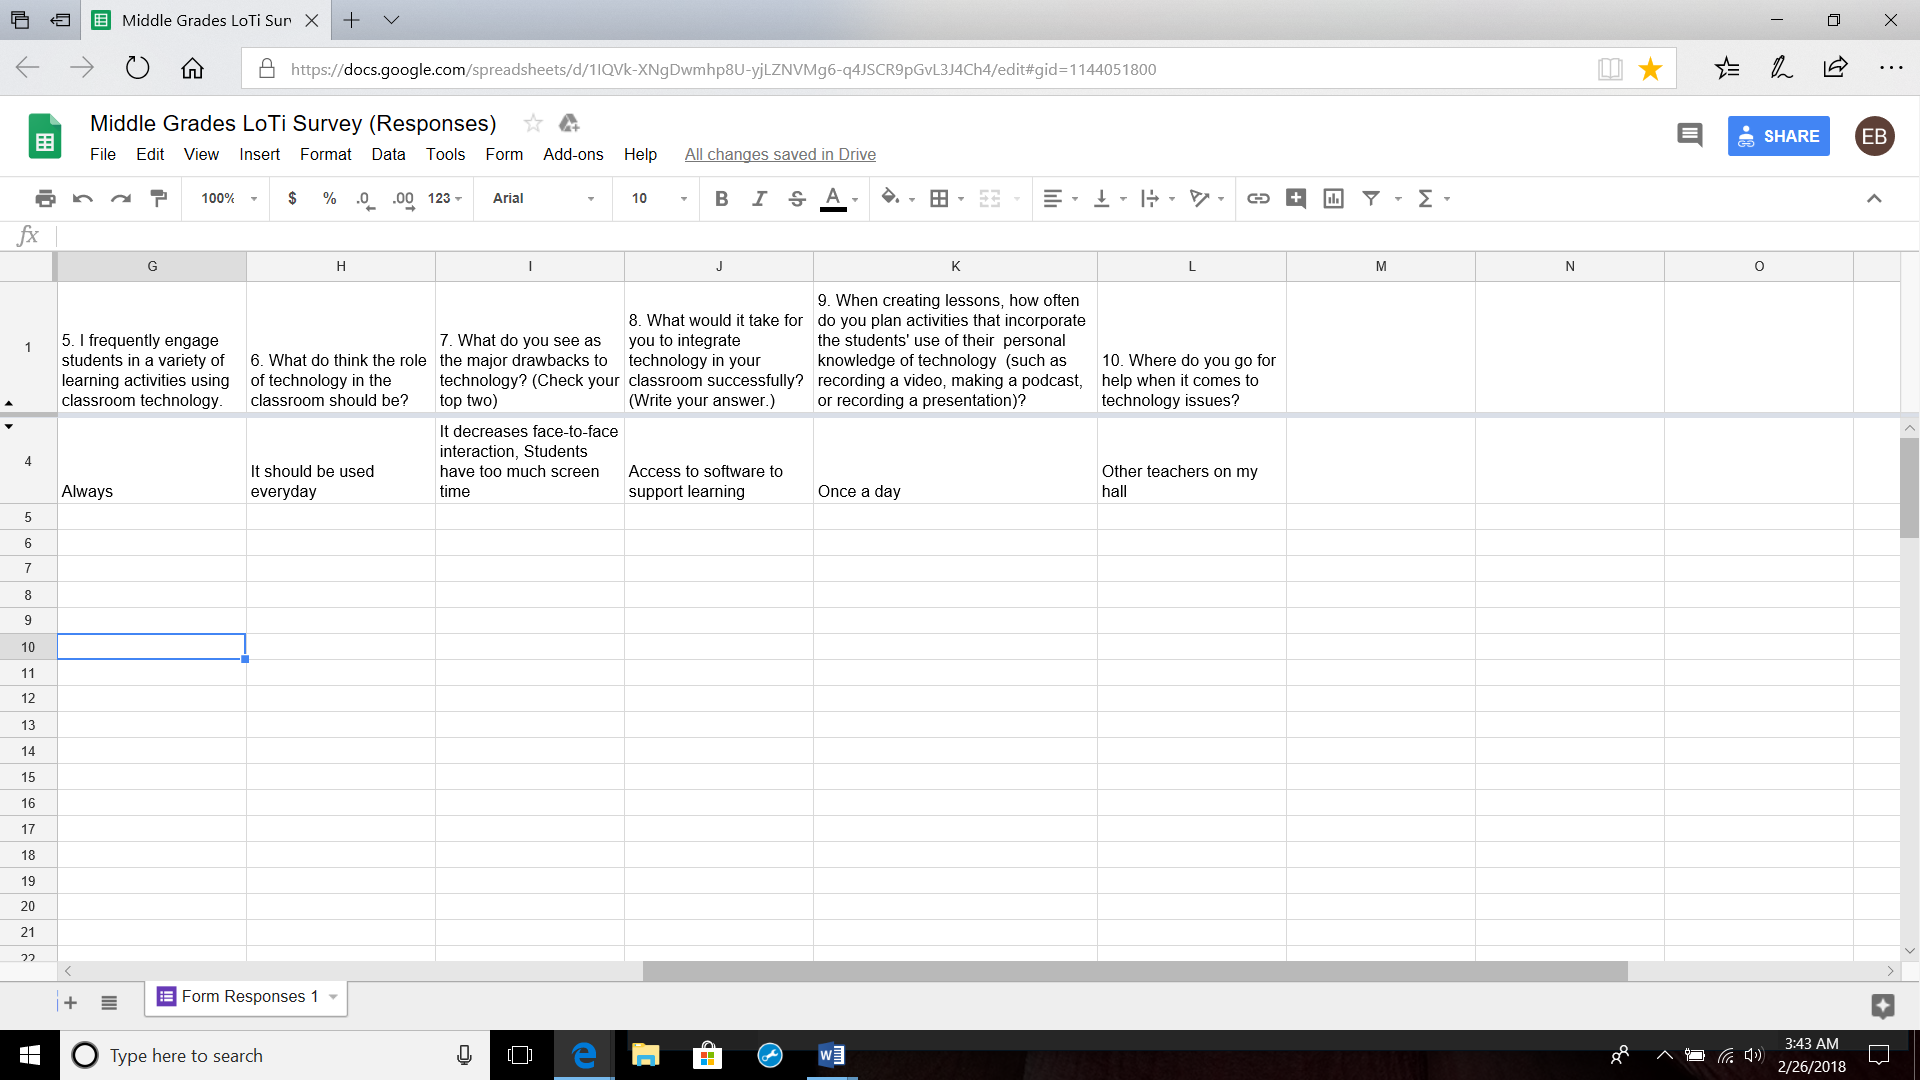 Middle Grades LoTi Sur
https://docs.google.com/spreadsheets/d/1IQVk-XNgDwmhp8U-yjLZNVMg6-q4JSCR9pGvL3J4Ch4/edit#gid=1144051800
Middle Grades LoTi Survey (Responses)
SHARE
EB
File Edit View Insert Format Data Tools Form Add-ons Help All changes saved in Drive
100% $ % .0 .00 123 Arial 10 B I S A Σ
fx
G H I J K L M N O
1
5. I frequently engage
students in a variety of
learning activities using
classroom technology.
6. What do think the role
of technology in the
classroom should be?
7. What do you see as
the major drawbacks to
technology? (Check your
top two)
8. What would it take for
you to integrate
technology in your
classroom successfully?
(Write your answer.)
9. When creating lessons, how often
do you plan activities that incorporate
the students' use of their  personal
knowledge of technology  (such as
recording a video, making a podcast,
or recording a presentation)?
10. Where do you go for
help when it comes to
technology issues?
4
Always
It should be used
everyday
It decreases face-to-face
interaction, Students
have too much screen
time
Access to software to
support learning
Once a day
Other teachers on my
hall
5
6
7
8
9
10
11
12
13
14
15
16
17
18
19
20
21
22
Form Responses 1
Type here to search
3:43 AM
2/26/2018